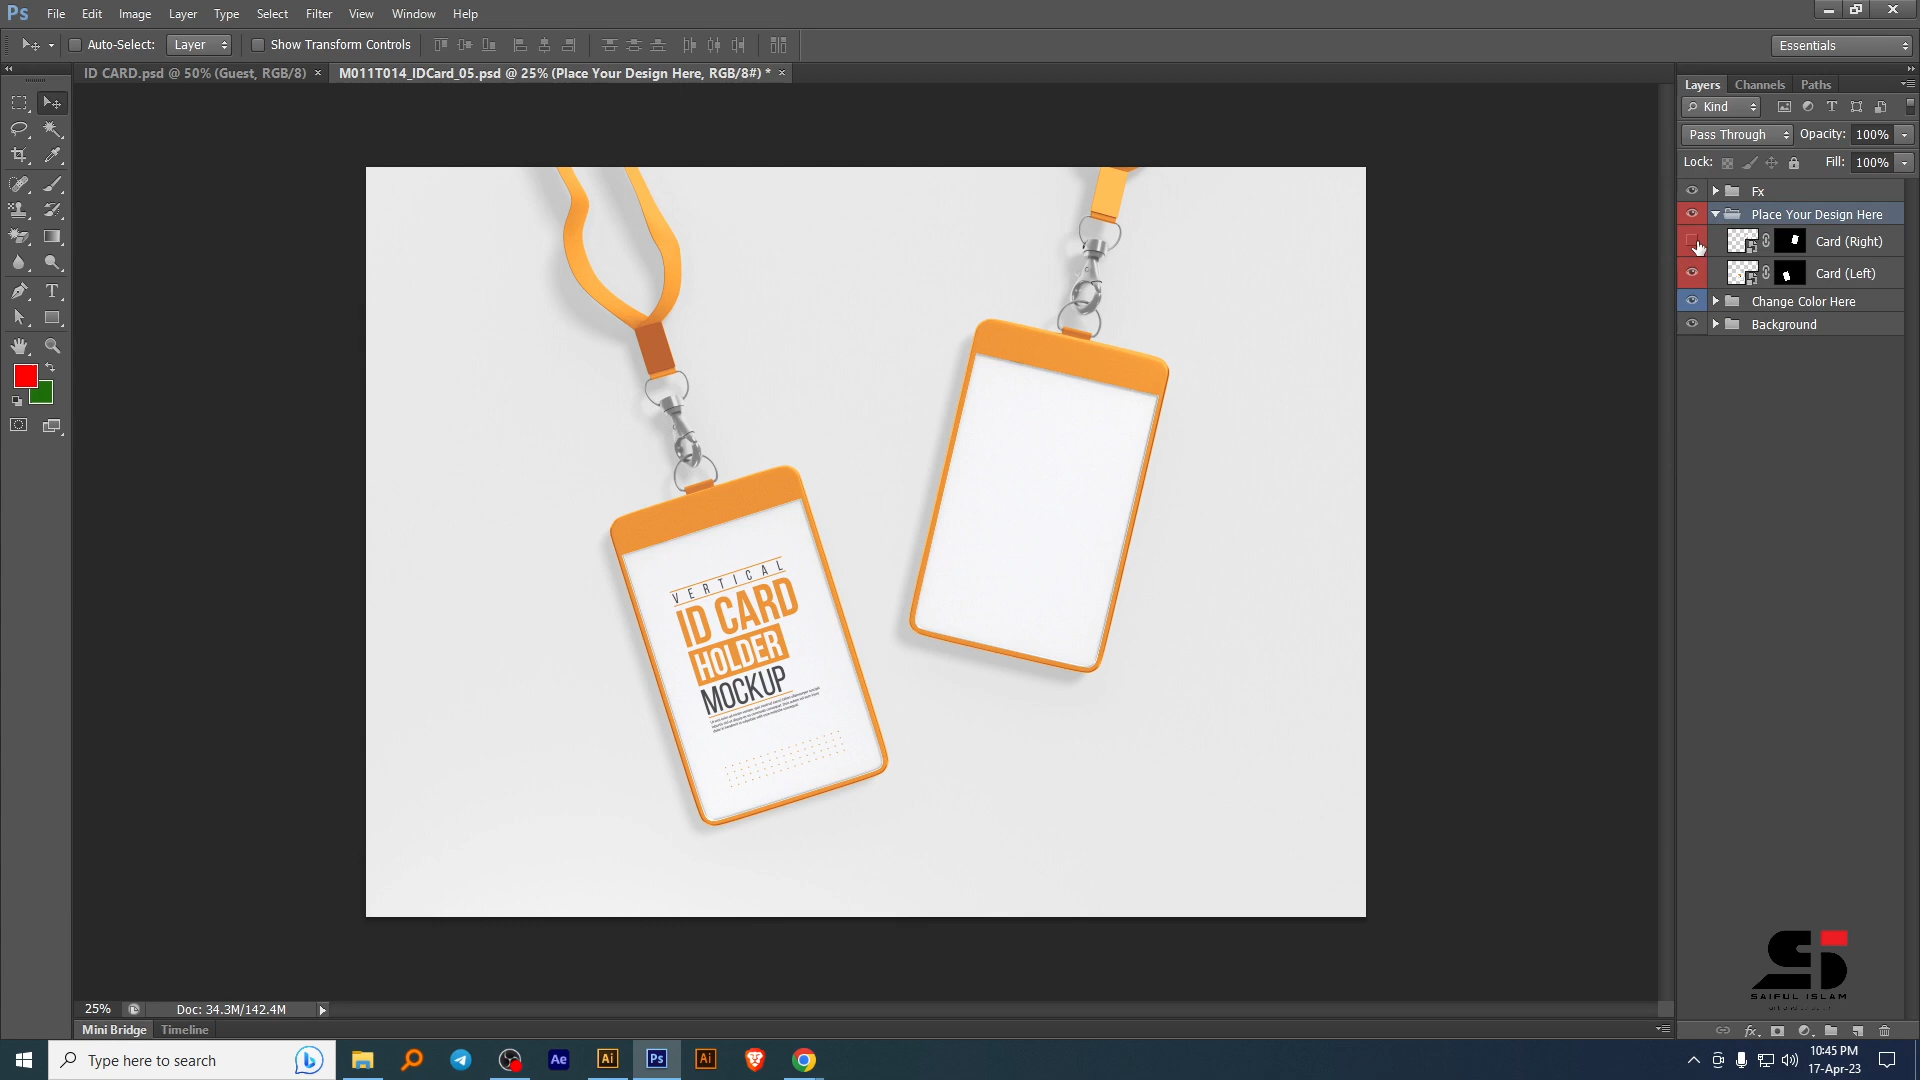 Ps File Edit Image Layer Type Select Filter View Window Help
Auto-Select: Layer Show Transform Controls Essentials
ID CARD.psd @ 50% (Guest, RGB/8) × M011T014_IDCard_05.psd @ 25% (Place Your Design Here, RGB/8#) * ×
Layers Channels Paths
Kind
Pass Through Opacity: 100%
Lock: Fill: 100%
Fx
Place Your Design Here
Card (Right)
Card (Left)
Change Color Here
Background
VERTICAL
ID CARD
HOLDER
MOCKUP
SAIFUL ISLAM
25% Doc: 34.3M/142.4M
Mini Bridge Timeline
Type here to search
Ae Ai Ps Ai
10:45 PM
17-Apr-23